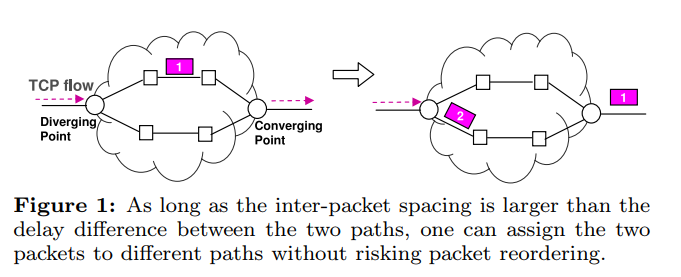 1
TCP flow
Diverging
Point
Converging
Point
1
2
Figure 1: As long as the inter-packet spacing is larger than the
delay difference between the two paths, one can assign the two
packets to different paths without risking packet reordering.